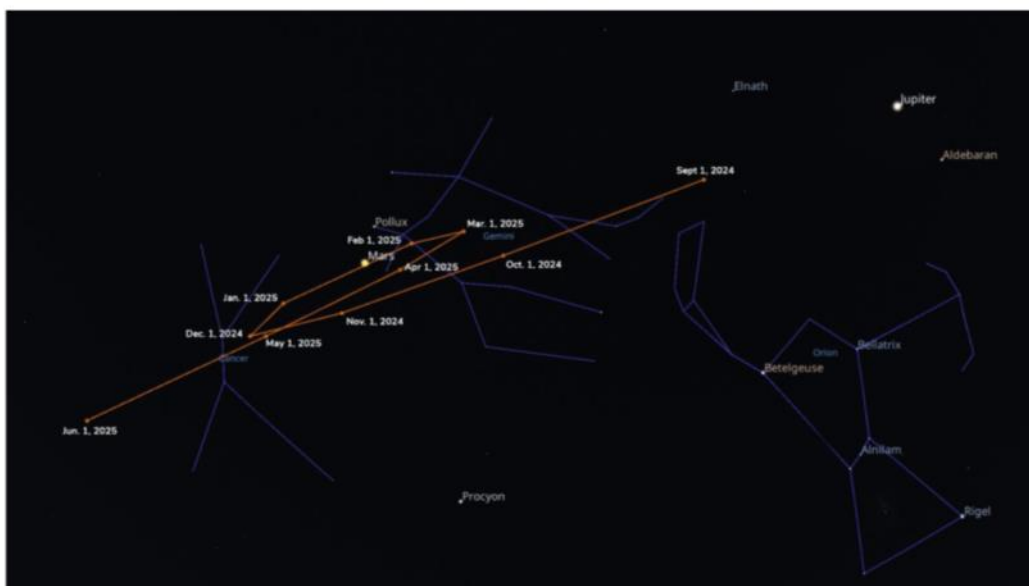 Elnath
Jupiter
Aldebaran
Sept 1, 2024
Pollux
Mar. 1, 2025
Feb 1, 2025
Gemini
Mars
Apr 1, 2025
Oct. 1, 2024
Jan. 1, 2025
Nov. 1, 2024
Dec. 1, 2024
May 1, 2025
Cancer
Bellatrix
Orion
Betelgeuse
Jun. 1, 2025
Alnilam
Procyon
Rigel